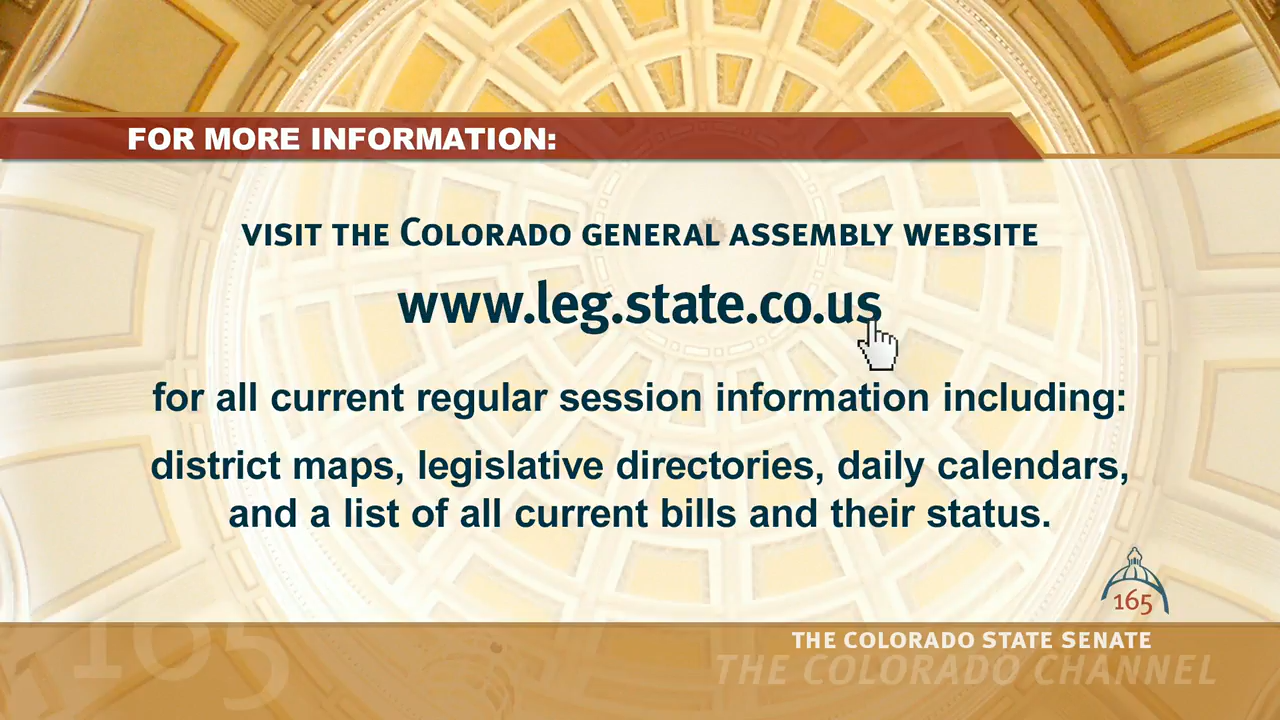 FOR MORE INFORMATION:
VISIT THE COLORADO GENERAL ASSEMBLY WEBSITE
www.leg.state.co.us
for all current regular session information including:
district maps, legislative directories, daily calendars,
and a list of all current bills and their status.
165
165
THE COLORADO STATE SENATE
THE COLORADO CHANNEL